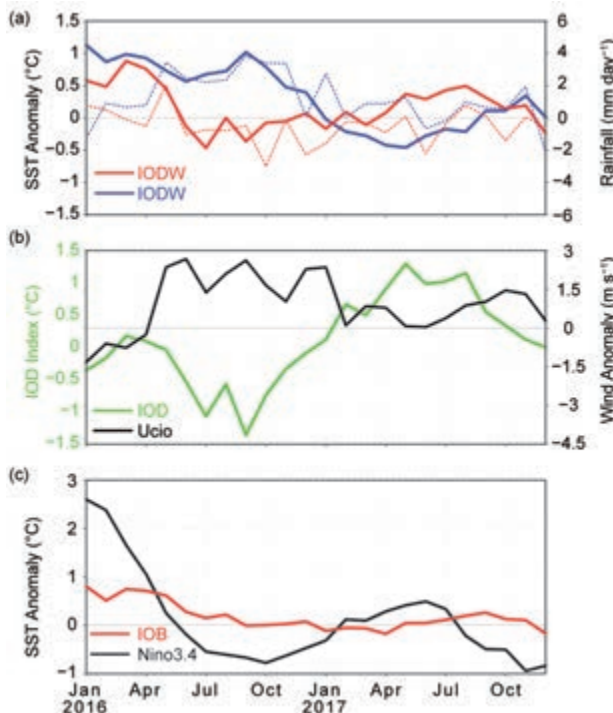 (a)
1.5
1
0.5
0
−0.5
−1
−1.5
SST Anomaly (°C)
6
4
2
0
−2
−4
−6
Rainfall (mm day⁻¹)
IODW
IODW
(b)
1.5
1
0.5
0
−0.5
−1
−1.5
IOD Index (°C)
3
1.5
0
−1.5
−3
−4.5
Wind Anomaly (m s⁻¹)
IOD
Ucio
(c)
3
2
1
0
−1
SST Anomaly (°C)
IOB
Nino3.4
Jan Apr Jul Oct Jan Apr Jul Oct
2016 2017